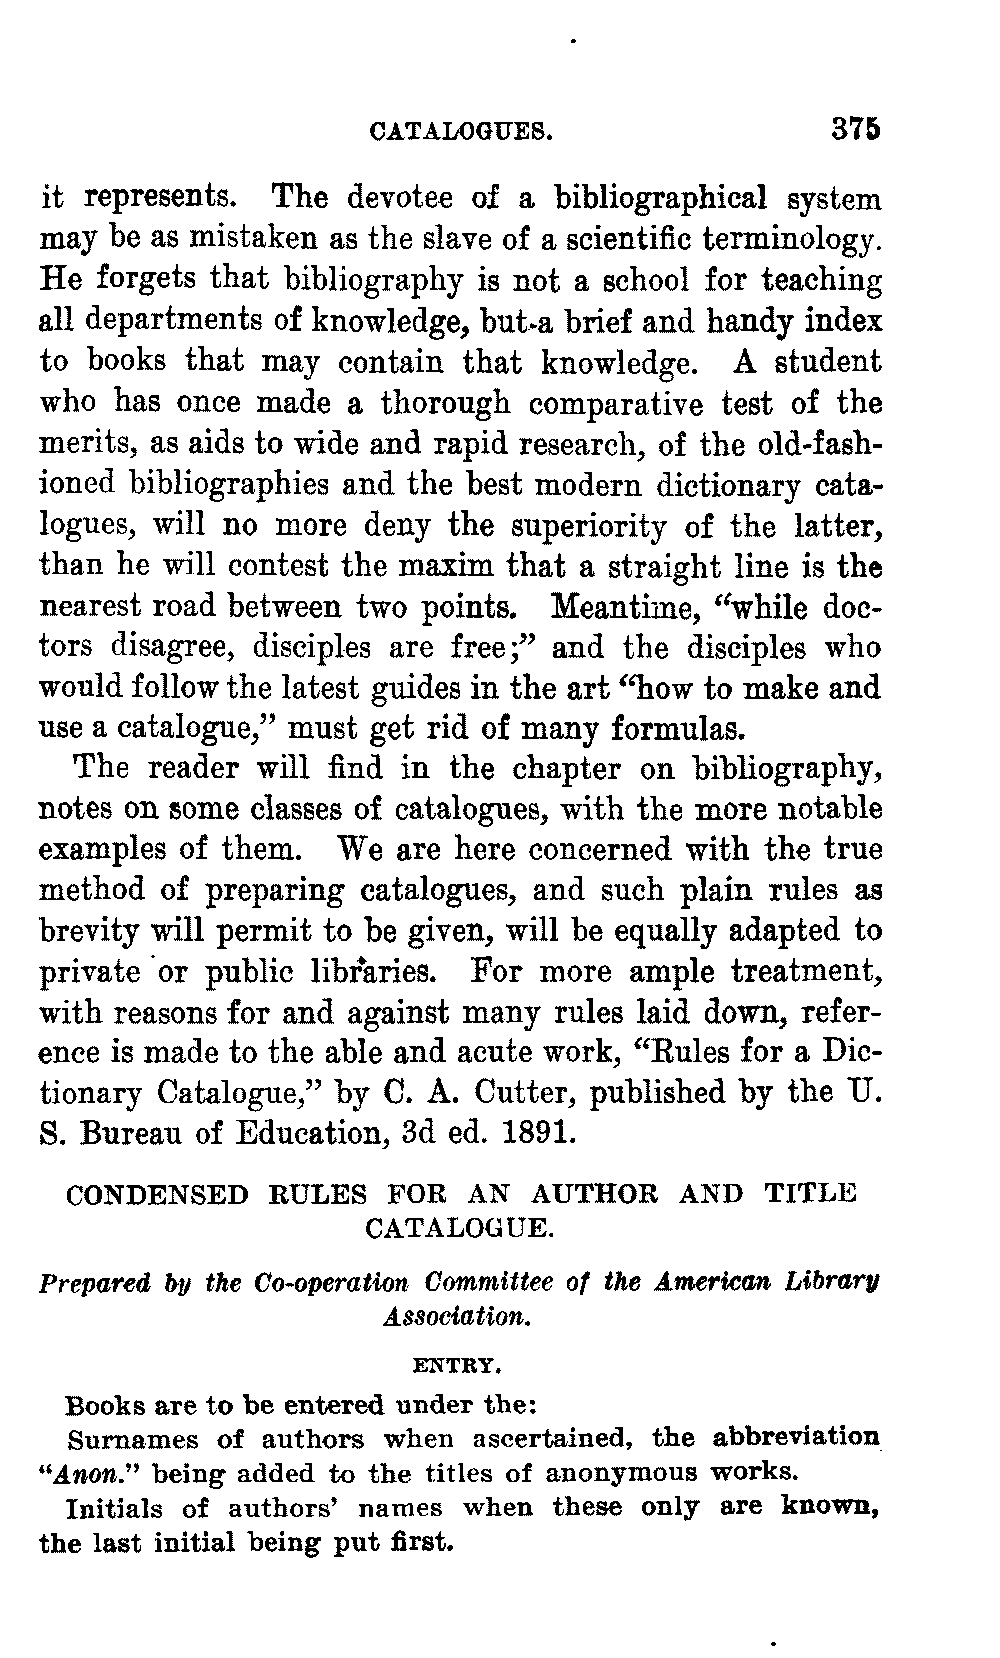 CATALOGUES. 375
it represents. The devotee of a bibliographical system
may be as mistaken as the slave of a scientific terminology.
He forgets that bibliography is not a school for teaching
all departments of knowledge, but-a brief and handy index
to books that may contain that knowledge. A student
who has once made a thorough comparative test of the
merits, as aids to wide and rapid research, of the old-fash-
ioned bibliographies and the best modern dictionary cata-
logues, will no more deny the superiority of the latter,
than he will contest the maxim that a straight line is the
nearest road between two points. Meantime, “while doc-
tors disagree, disciples are free;” and the disciples who
would follow the latest guides in the art “how to make and
use a catalogue,” must get rid of many formulas.
The reader will find in the chapter on bibliography,
notes on some classes of catalogues, with the more notable
examples of them. We are here concerned with the true
method of preparing catalogues, and such plain rules as
brevity will permit to be given, will be equally adapted to
private or public libraries. For more ample treatment,
with reasons for and against many rules laid down, refer-
ence is made to the able and acute work, “Rules for a Dic-
tionary Catalogue,” by C. A. Cutter, published by the U.
S. Bureau of Education, 3d ed. 1891.
CONDENSED RULES FOR AN AUTHOR AND TITLE
CATALOGUE.
Prepared by the Co-operation Committee of the American Library
Association.
ENTRY.
Books are to be entered under the:
Surnames of authors when ascertained, the abbreviation
“Anon.” being added to the titles of anonymous works.
Initials of authors’ names when these only are known,
the last initial being put first.